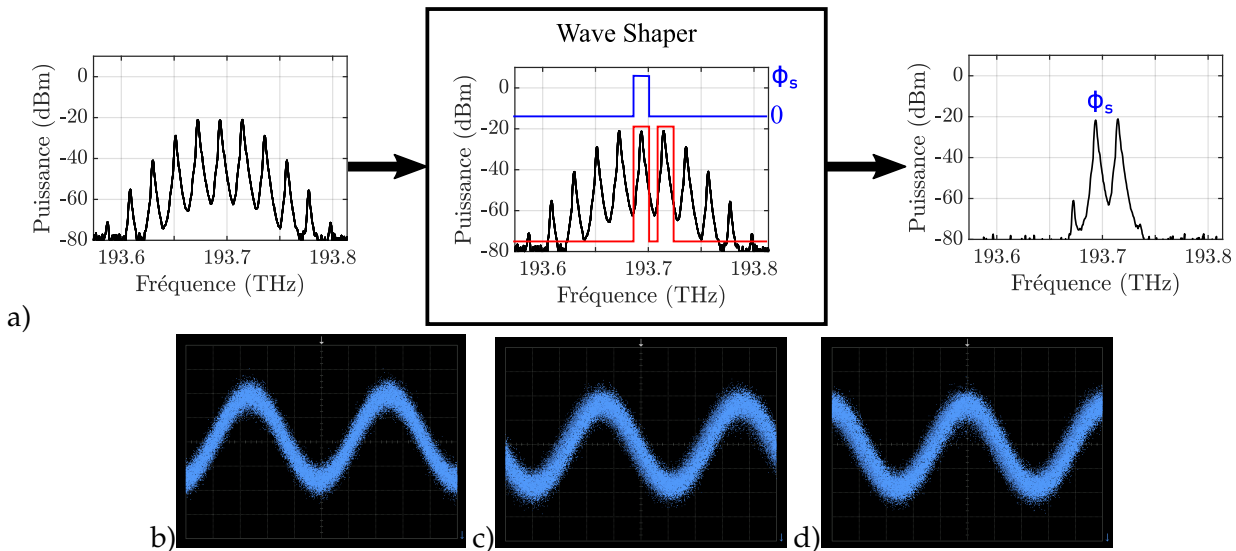 Wave Shaper
Puissance (dBm)
0
-20
-40
-60
-80
193.6 193.7 193.8
Fréquence (THz)
Puissance (dBm)
0
-20
-40
-60
-80
ϕs
0
193.6 193.7 193.8
Fréquence (THz)
Puissance (dBm)
0
-20
-40
-60
-80
ϕs
193.6 193.7 193.8
Fréquence (THz)
a)
b) c) d)